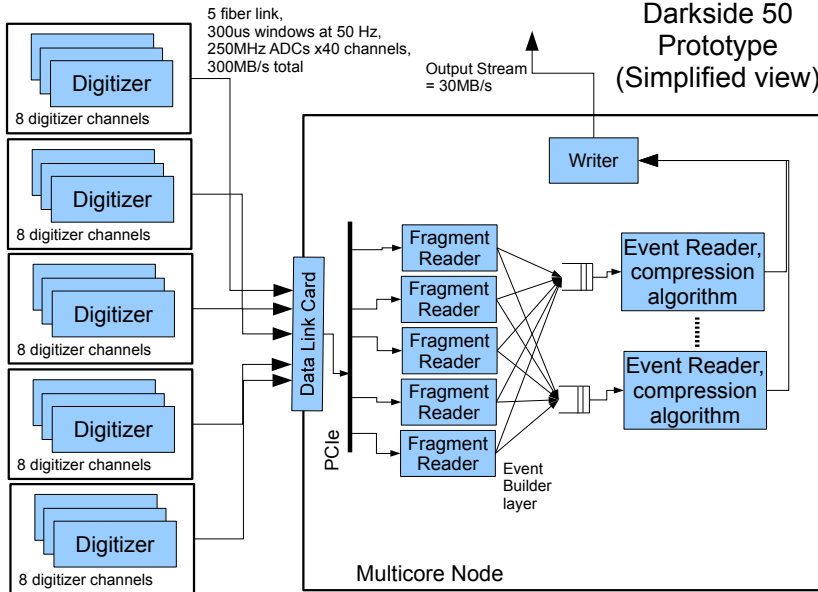 Darkside 50
Prototype
(Simplified view)
5 fiber link,
300us windows at 50 Hz,
250MHz ADCs x40 channels,
300MB/s total
Output Stream
= 30MB/s
Digitizer
8 digitizer channels
Digitizer
8 digitizer channels
Digitizer
8 digitizer channels
Digitizer
8 digitizer channels
Digitizer
8 digitizer channels
Data Link Card
PCIe
Fragment
Reader
Fragment
Reader
Fragment
Reader
Fragment
Reader
Fragment
Reader
Event
Builder
layer
Writer
Event Reader,
compression
algorithm
Event Reader,
compression
algorithm
Multicore Node